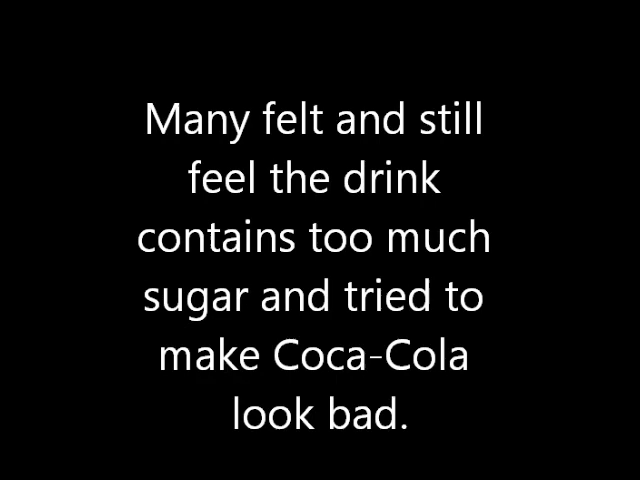 Many felt and still
feel the drink
contains too much
sugar and tried to
make Coca-Cola
look bad.